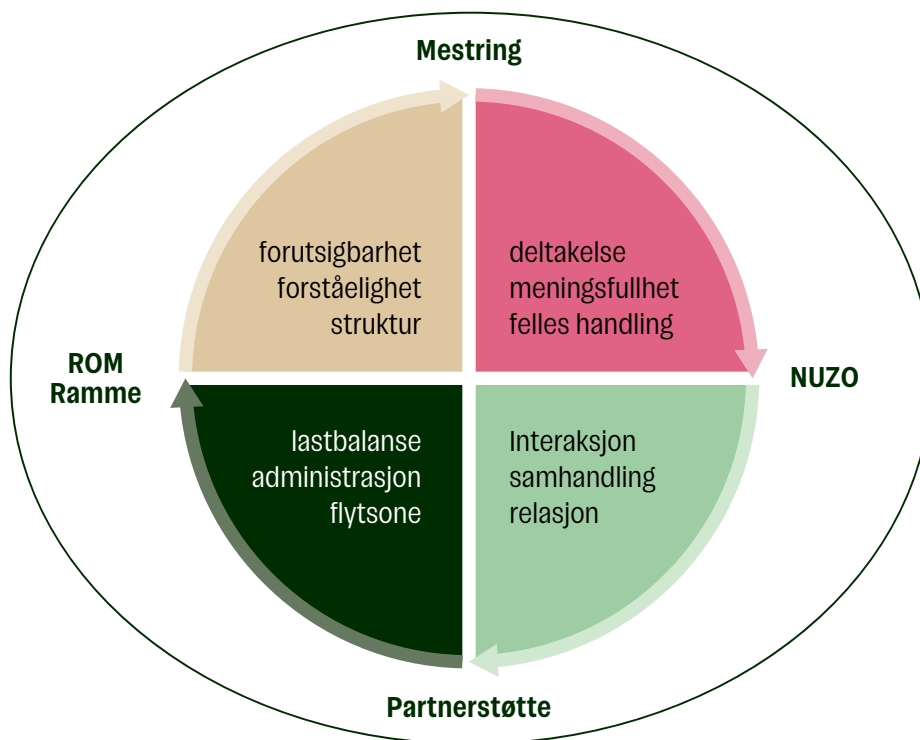 Mestring
forutsigbarhet
forståelighet
struktur
deltakelse
meningsfullhet
felles handling
ROM
Ramme
NUZO
lastbalanse
administrasjon
flytsone
Interaksjon
samhandling
relasjon
Partnerstøtte